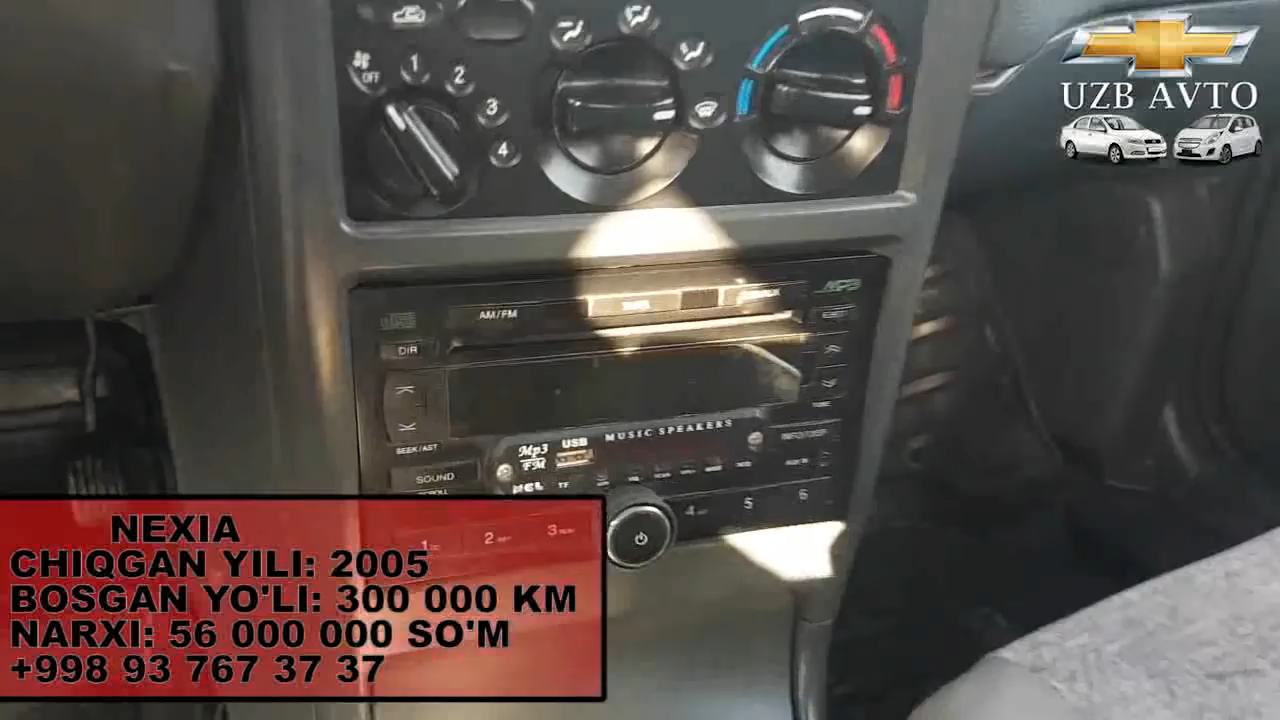 UZB AVTO
OFF 1 2 3 4
AM/FM
DIR
SEEK/AST
SOUND
Mp3
FM
USB
MUSIC SPEAKERS
TF
1 2 3 4 5 6
NEXIA
CHIQGAN YILI: 2005
BOSGAN YO'LI: 300 000 KM
NARXI: 56 000 000 SO'M
+998 93 767 37 37